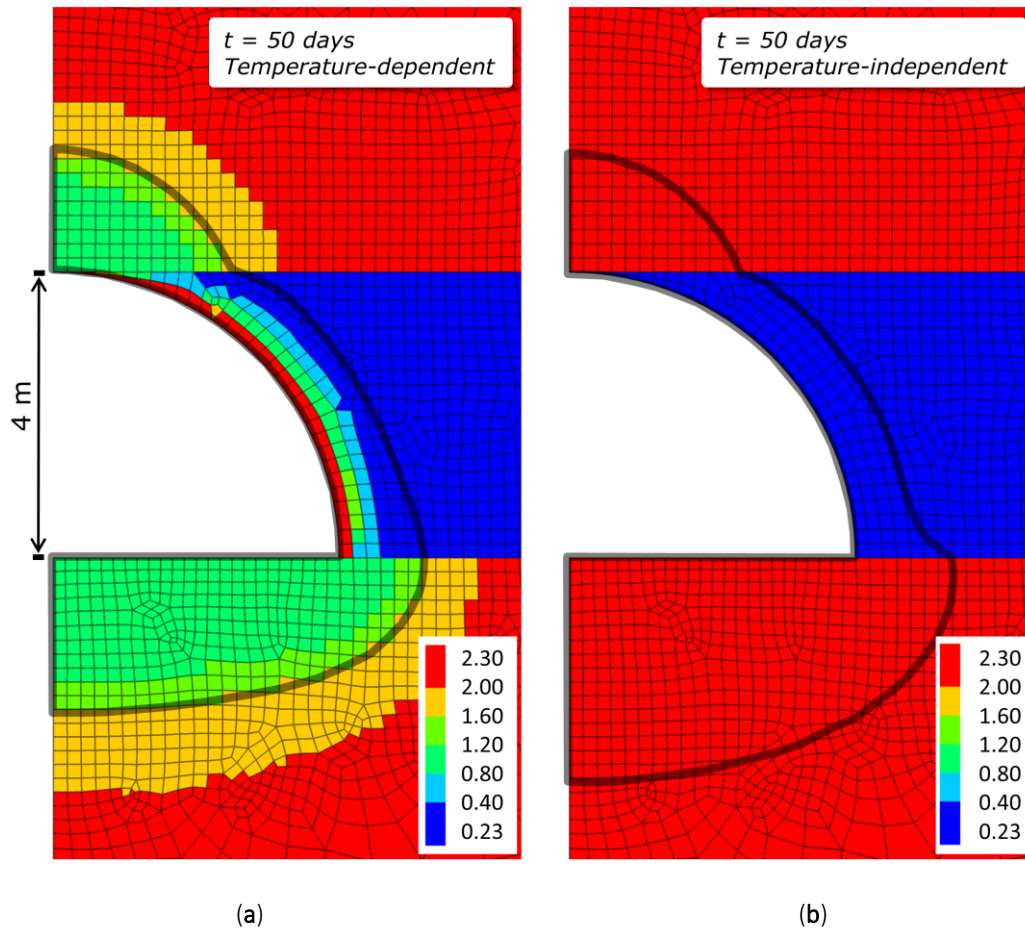 t = 50 days
Temperature-dependent
t = 50 days
Temperature-independent
4 m
2.30
2.00
1.60
1.20
0.80
0.40
0.23
2.30
2.00
1.60
1.20
0.80
0.40
0.23
(a)
(b)